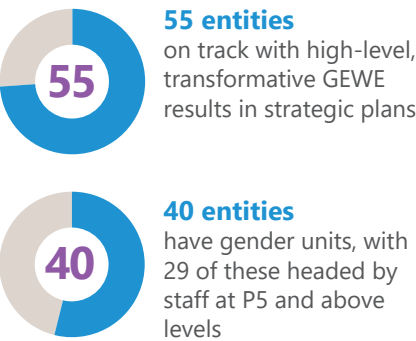 55
55 entities
on track with high-level,
transformative GEWE
results in strategic plans
40
40 entities
have gender units, with
29 of these headed by
staff at P5 and above
levels